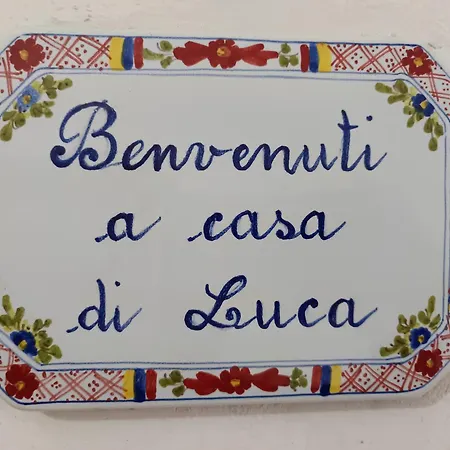 Benvenuti
a casa
di Luca